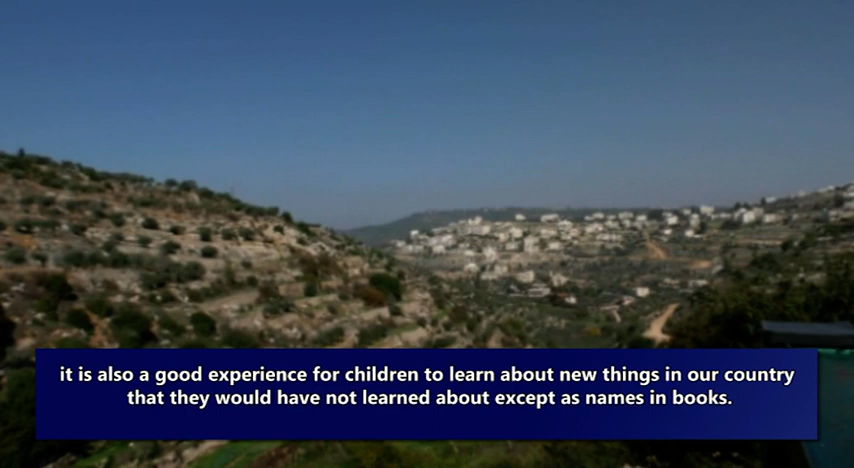 it is also a good experience for children to learn about new things in our country
that they would have not learned about except as names in books.